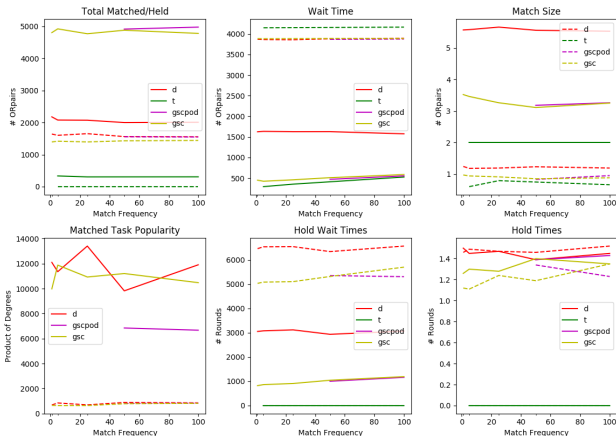 Total Matched/Held
# ORpairs
5000
4000
3000
2000
1000
0
d
t
gscpod
gsc
0 20 40 60 80 100
Match Frequency
Wait Time
# ORpairs
4000
3500
3000
2500
2000
1500
1000
500
d
t
gscpod
gsc
0 20 40 60 80 100
Match Frequency
Match Size
# ORpairs
5
4
3
2
1
d
t
gscpod
gsc
0 20 40 60 80 100
Match Frequency
Matched Task Popularity
Product of Degrees
14000
12000
10000
8000
6000
4000
2000
0
d
gscpod
gsc
0 20 40 60 80 100
Match Frequency
Hold Wait Times
# Rounds
6000
5000
4000
3000
2000
1000
0
d
t
gscpod
gsc
0 20 40 60 80 100
Match Frequency
Hold Times
# Rounds
1.4
1.2
1.0
0.8
0.6
0.4
0.2
0.0
d
t
gscpod
gsc
0 20 40 60 80 100
Match Frequency